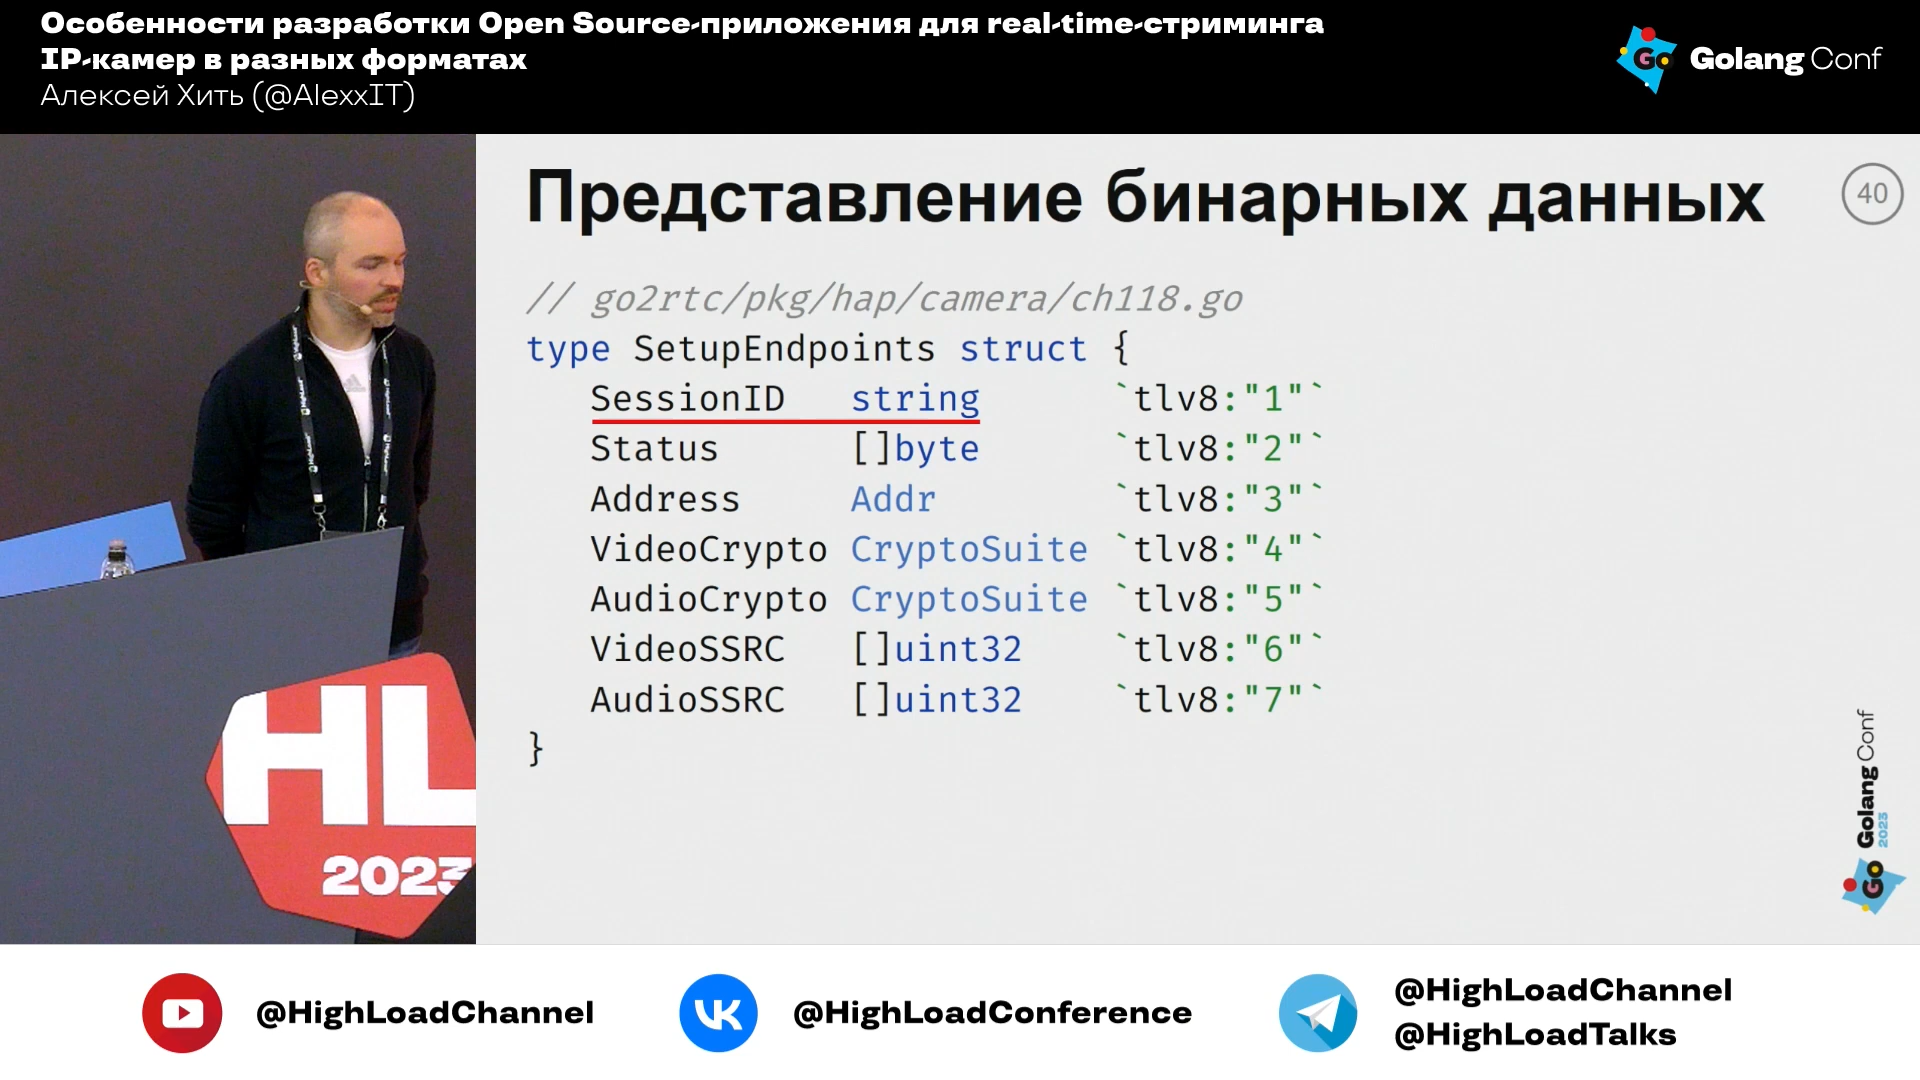 Особенности разработки Open Source-приложения для real-time-стриминга
IP-камер в разных форматах
Алексей Хить (@AlexxIT)
Go Golang Conf
Представление бинарных данных
40
// go2rtc/pkg/hap/camera/ch118.go
type SetupEndpoints struct {
SessionID string `tlv8:"1"`
Status []byte `tlv8:"2"`
Address Addr `tlv8:"3"`
VideoCrypto CryptoSuite `tlv8:"4"`
AudioCrypto CryptoSuite `tlv8:"5"`
VideoSSRC []uint32 `tlv8:"6"`
AudioSSRC []uint32 `tlv8:"7"`
}
HL
2023
Go Golang Conf
2023
@HighLoadChannel
VK
@HighLoadConference
@HighLoadChannel
@HighLoadTalks